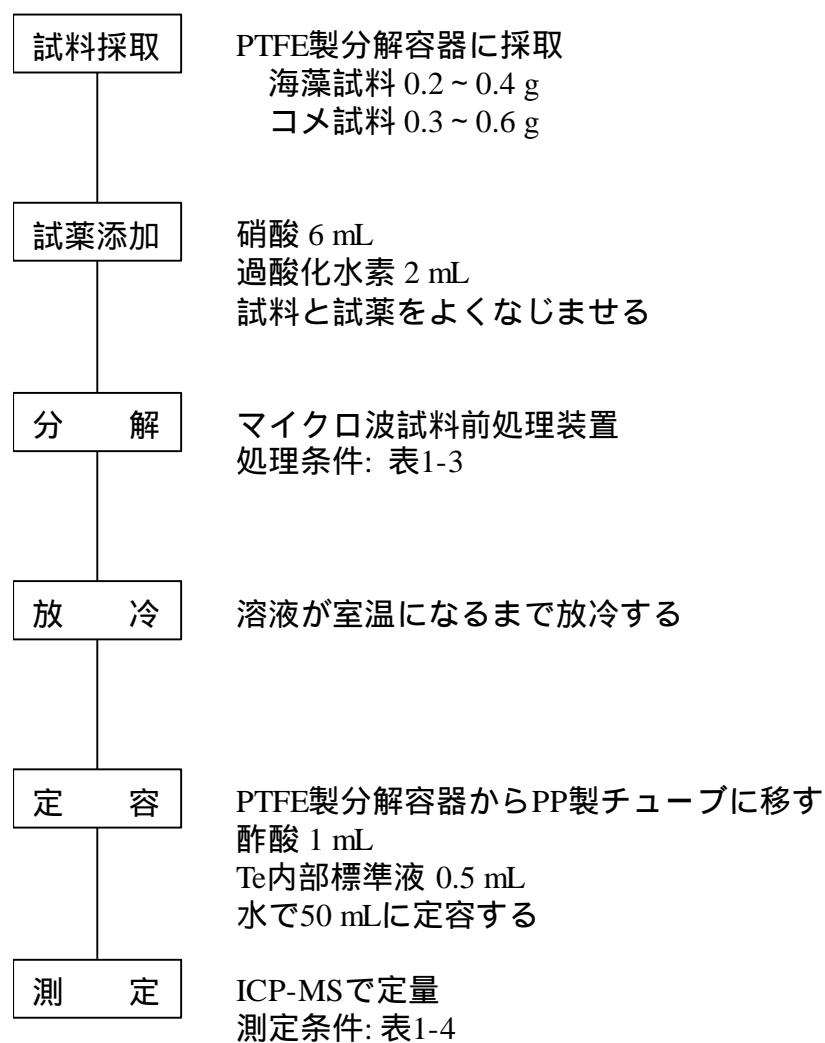 試料採取
PTFE製分解容器に採取
海藻試料 0.2~0.4 g
コメ試料 0.3~0.6 g
試薬添加
硝酸 6 mL
過酸化水素 2 mL
試料と試薬をよくなじませる
分　解
マイクロ波試料前処理装置
処理条件: 表1-3
放　冷
溶液が室温になるまで放冷する
定　容
PTFE製分解容器からPP製チューブに移す
酢酸 1 mL
Te内部標準液 0.5 mL
水で50 mLに定容する
測　定
ICP-MSで定量
測定条件: 表1-4